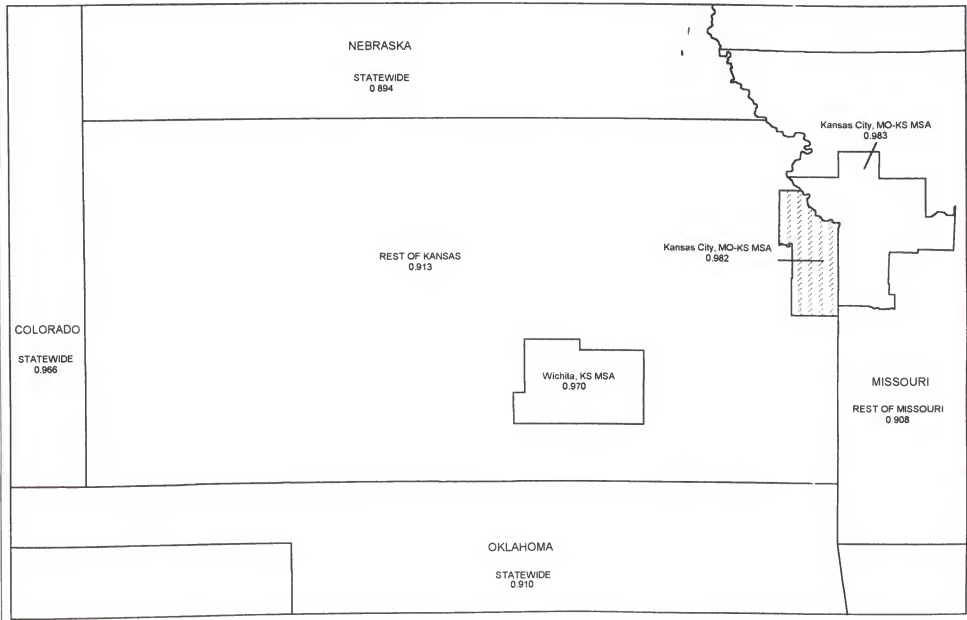 NEBRASKA
STATEWIDE
0 894
Kansas City, MO-KS MSA
0.983
REST OF KANSAS
0.913
Kansas City, MO-KS MSA
0.982
COLORADO
STATEWIDE
0.966
Wichita, KS MSA
0.970
MISSOURI
REST OF MISSOURI
0.908
OKLAHOMA
STATEWIDE
0.910